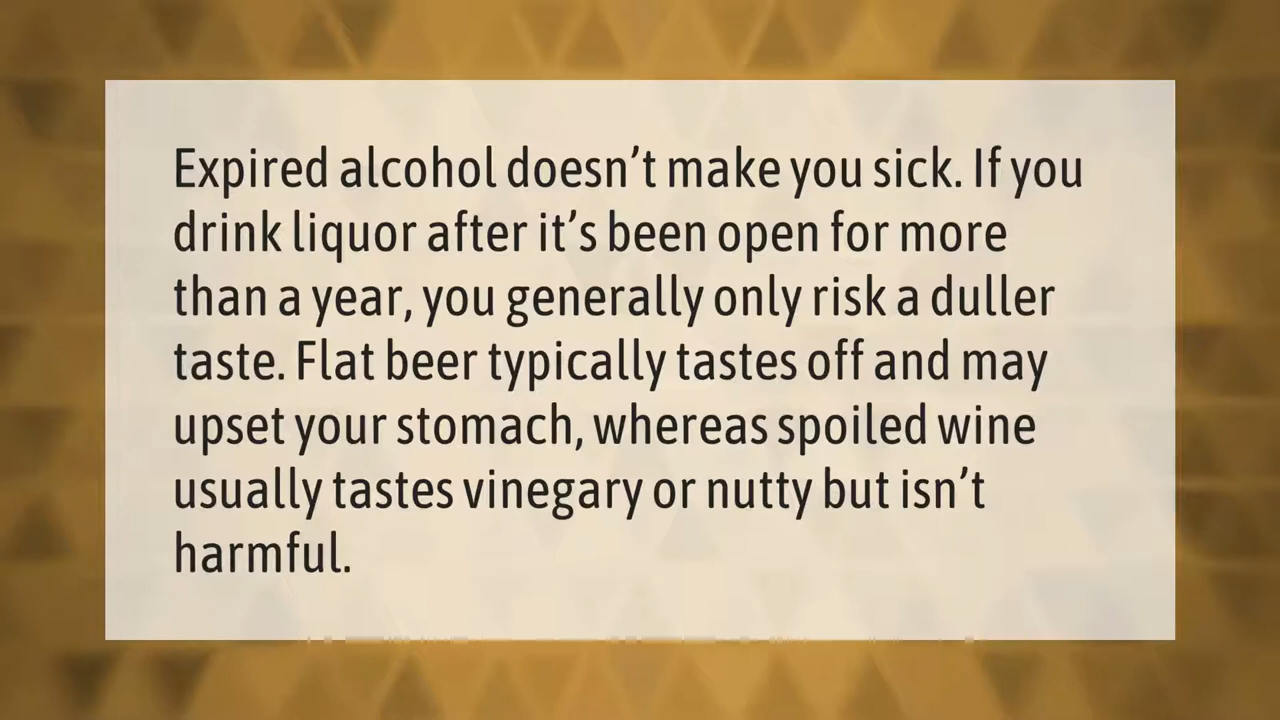 Expired alcohol doesn’t make you sick. If you
drink liquor after it’s been open for more
than a year, you generally only risk a duller
taste. Flat beer typically tastes off and may
upset your stomach, whereas spoiled wine
usually tastes vinegary or nutty but isn’t
harmful.